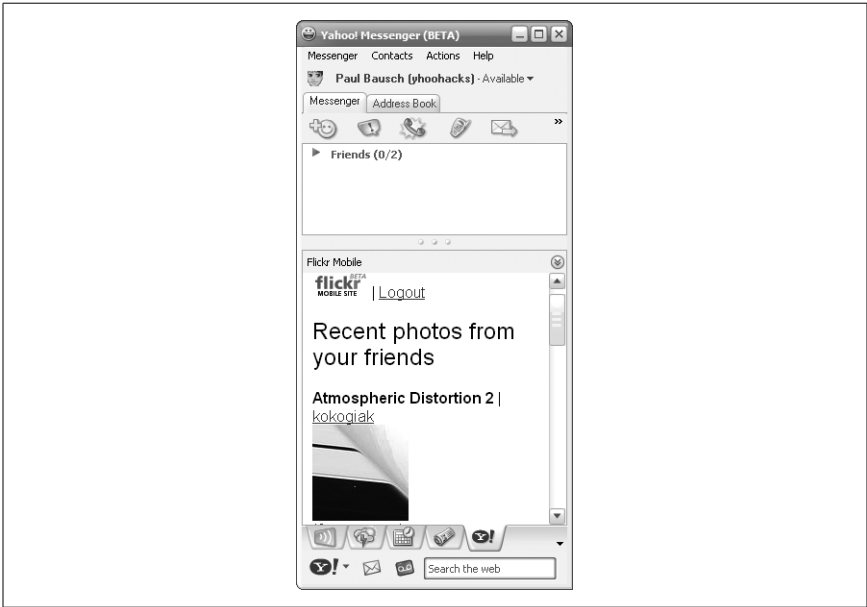 Yahoo! Messenger (BETA)
Messenger Contacts Actions Help
Paul Bausch (yhoohacks) - Available
Messenger Address Book
»
Friends (0/2)
Flickr Mobile
flickr BETA
MOBILE SITE | Logout
Recent photos from
your friends
Atmospheric Distortion 2 |
kokogiak
Y!
Y! Search the web